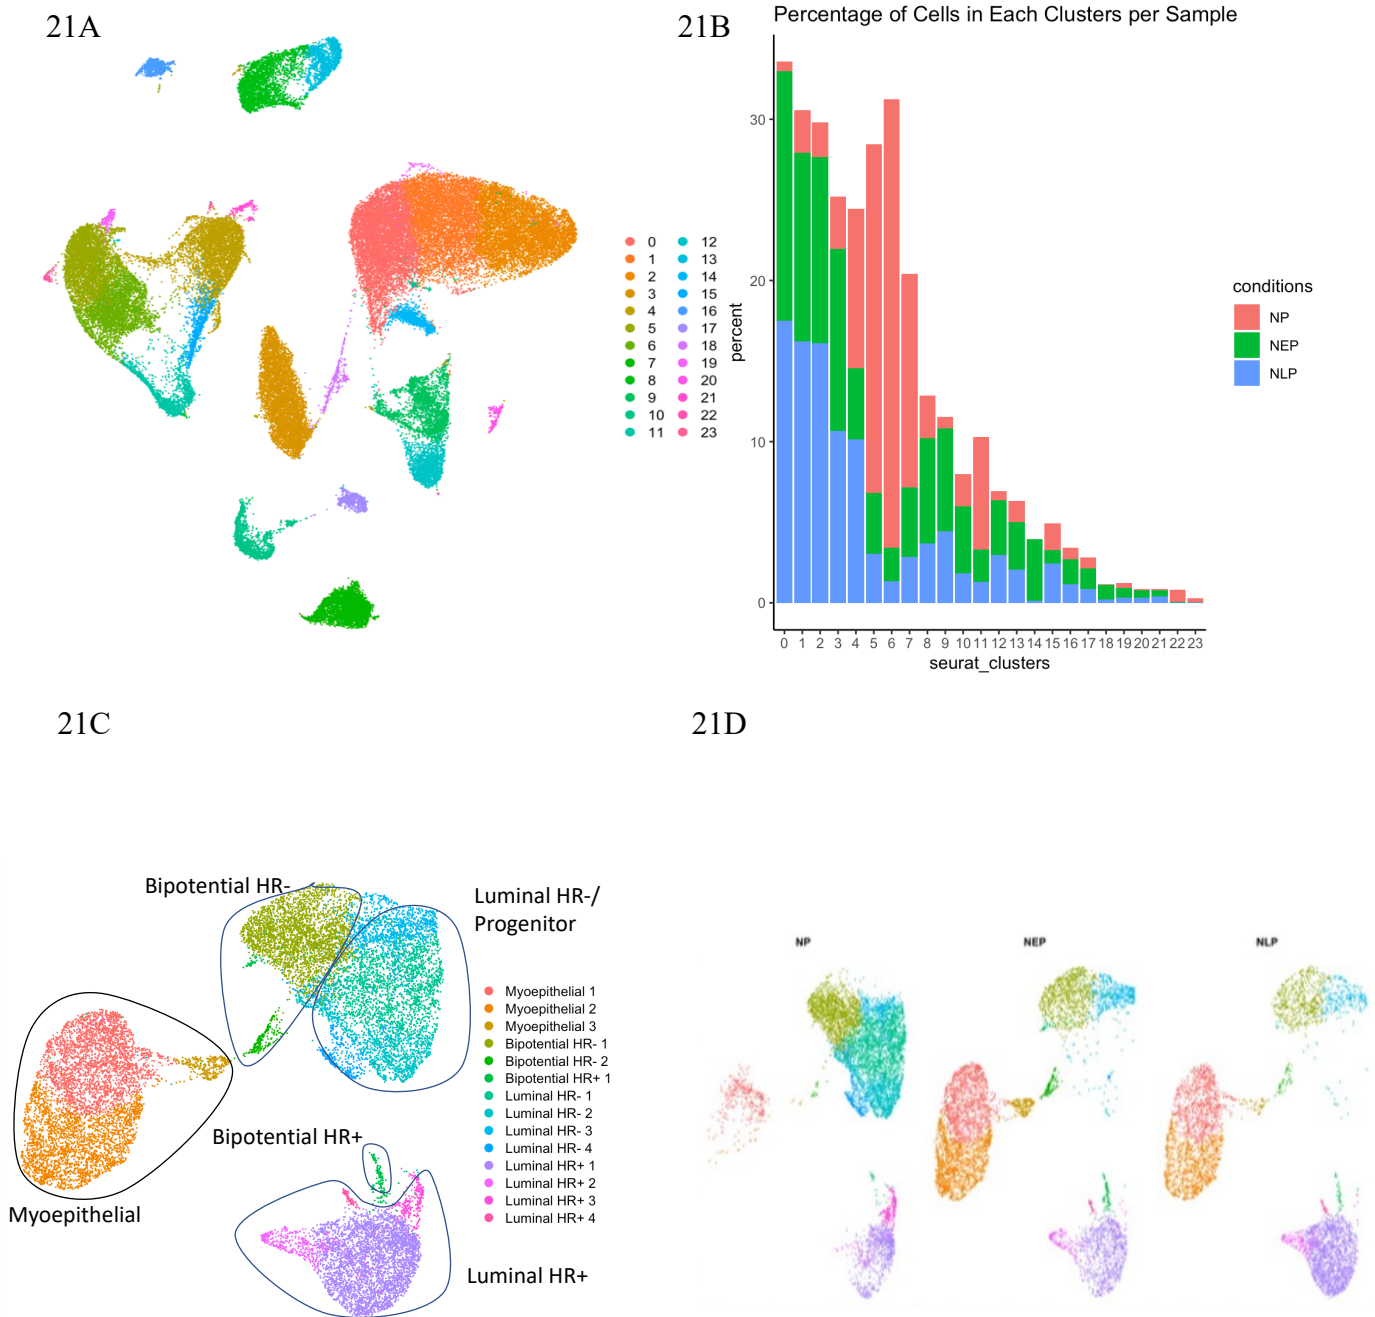 21A
21B
Percentage of Cells in Each Clusters per Sample
0 12
1 13
2 14
3 15
4 16
5 17
6 18
7 19
8 20
9 21
10 22
11 23
30
20
10
0
percent
0 1 2 3 4 5 6 7 8 9 10 11 12 13 14 15 16 17 18 19 20 21 22 23
seurat_clusters
conditions
NP
NEP
NLP
21C
21D
Bipotential HR-
Luminal HR-/
Progenitor
Myoepithelial 1
Myoepithelial 2
Myoepithelial 3
Bipotential HR- 1
Bipotential HR- 2
Bipotential HR+ 1
Luminal HR- 1
Luminal HR- 2
Luminal HR- 3
Luminal HR- 4
Luminal HR+ 1
Luminal HR+ 2
Luminal HR+ 3
Luminal HR+ 4
Bipotential HR+
Myoepithelial
Luminal HR+
NP
NEP
NLP